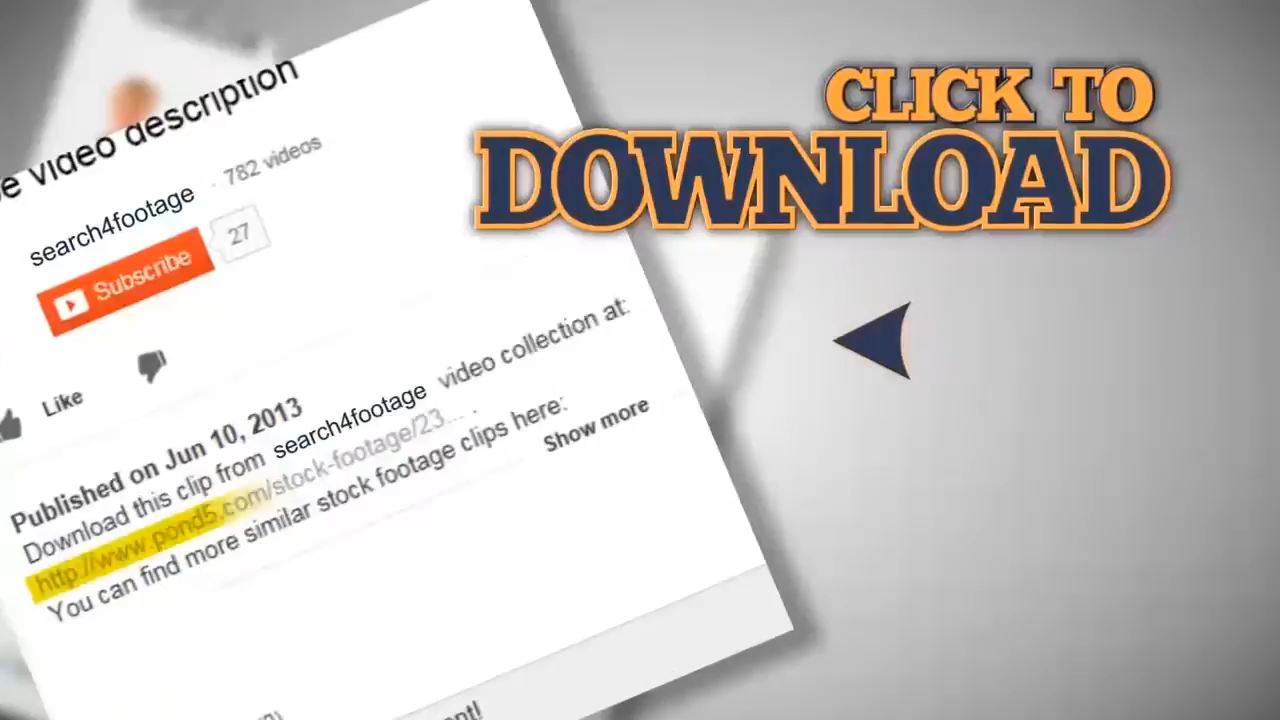 CLICK TO
DOWNLOAD
video description
search4footage · 782 videos
Subscribe 27
Like
Published on Jun 10, 2013
Download this clip from search4footage video collection at:
http://www.pond5.com/stock-footage/23... .
You can find more similar stock footage clips here:
Show more